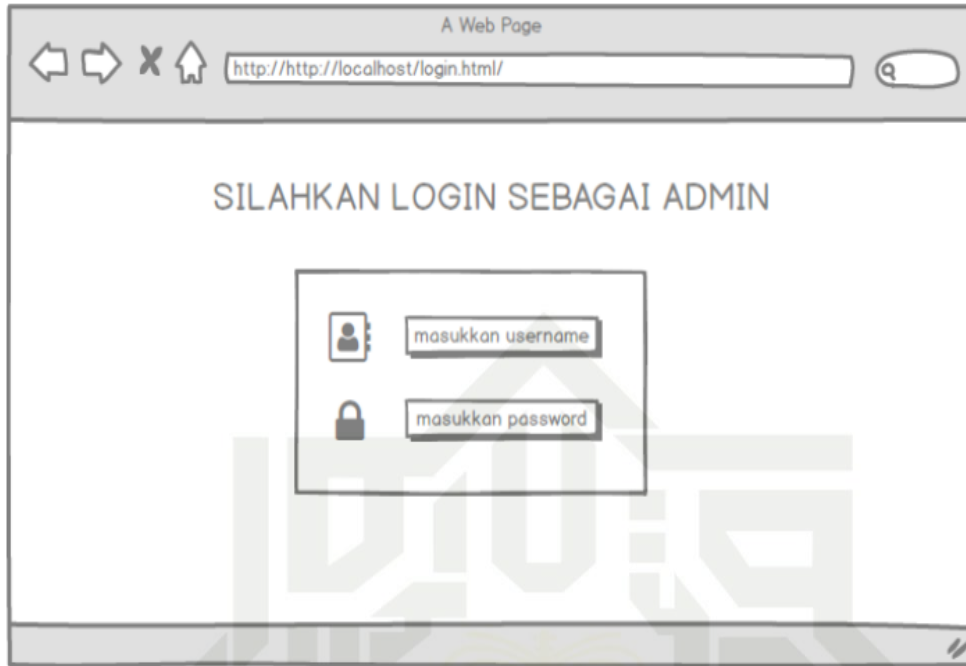 A Web Page
http://http://localhost/login.html/
SILAHKAN LOGIN SEBAGAI ADMIN
masukkan username
masukkan password